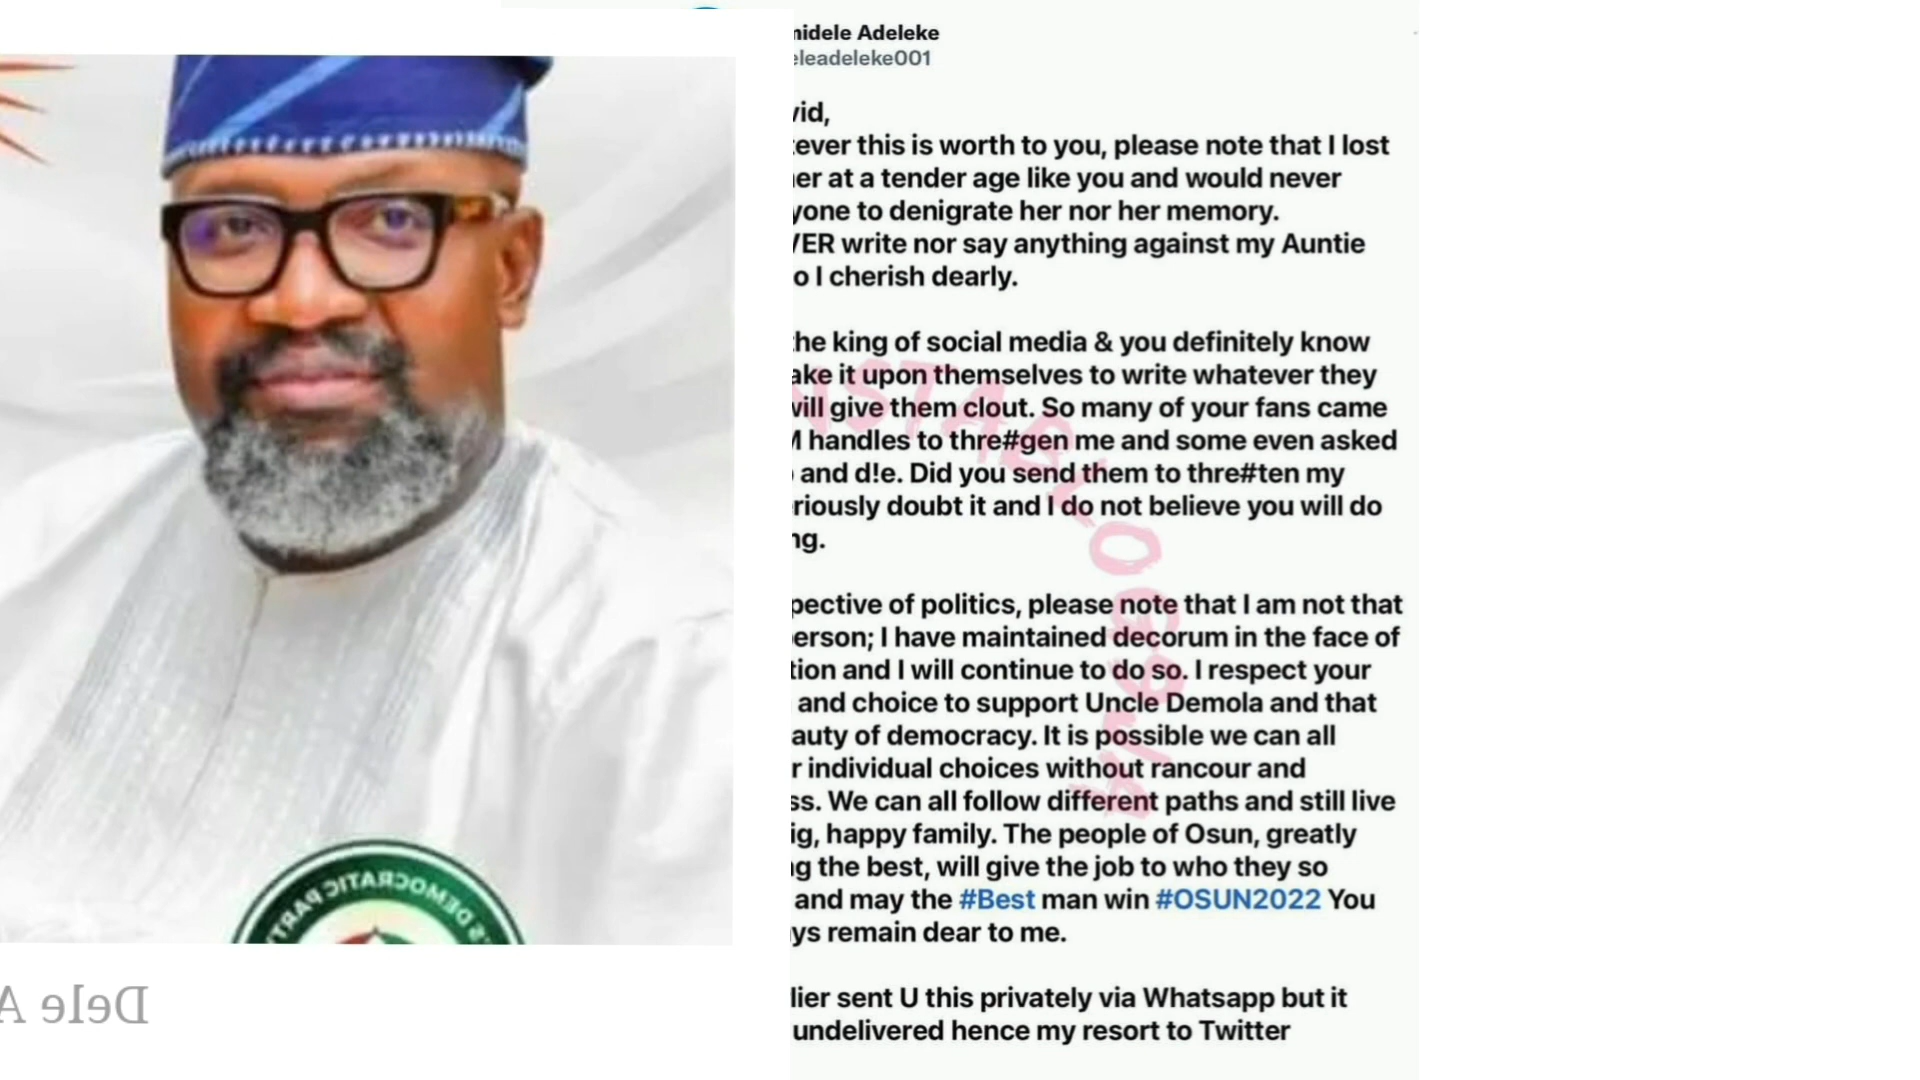 DEMOCRATIC PART
Dele A
nidele Adeleke
eleadeleke001
vid,
ever this is worth to you, please note that I lost
er at a tender age like you and would never
yone to denigrate her nor her memory.
VER write nor say anything against my Auntie
o I cherish dearly.
the king of social media & you definitely know
ake it upon themselves to write whatever they
will give them clout. So many of your fans came
M handles to thre#gen me and some even asked
and d!e. Did you send them to thre#ten my
riously doubt it and I do not believe you will do
ng.
pective of politics, please note that I am not that
erson; I have maintained decorum in the face of
tion and I will continue to do so. I respect your
and choice to support Uncle Demola and that
auty of democracy. It is possible we can all
r individual choices without rancour and
ss. We can all follow different paths and still live
ig, happy family. The people of Osun, greatly
g the best, will give the job to who they so
and may the #Best man win #OSUN2022 You
ys remain dear to me.
lier sent U this privately via Whatsapp but it
undelivered hence my resort to Twitter
NSTABLOG9JA